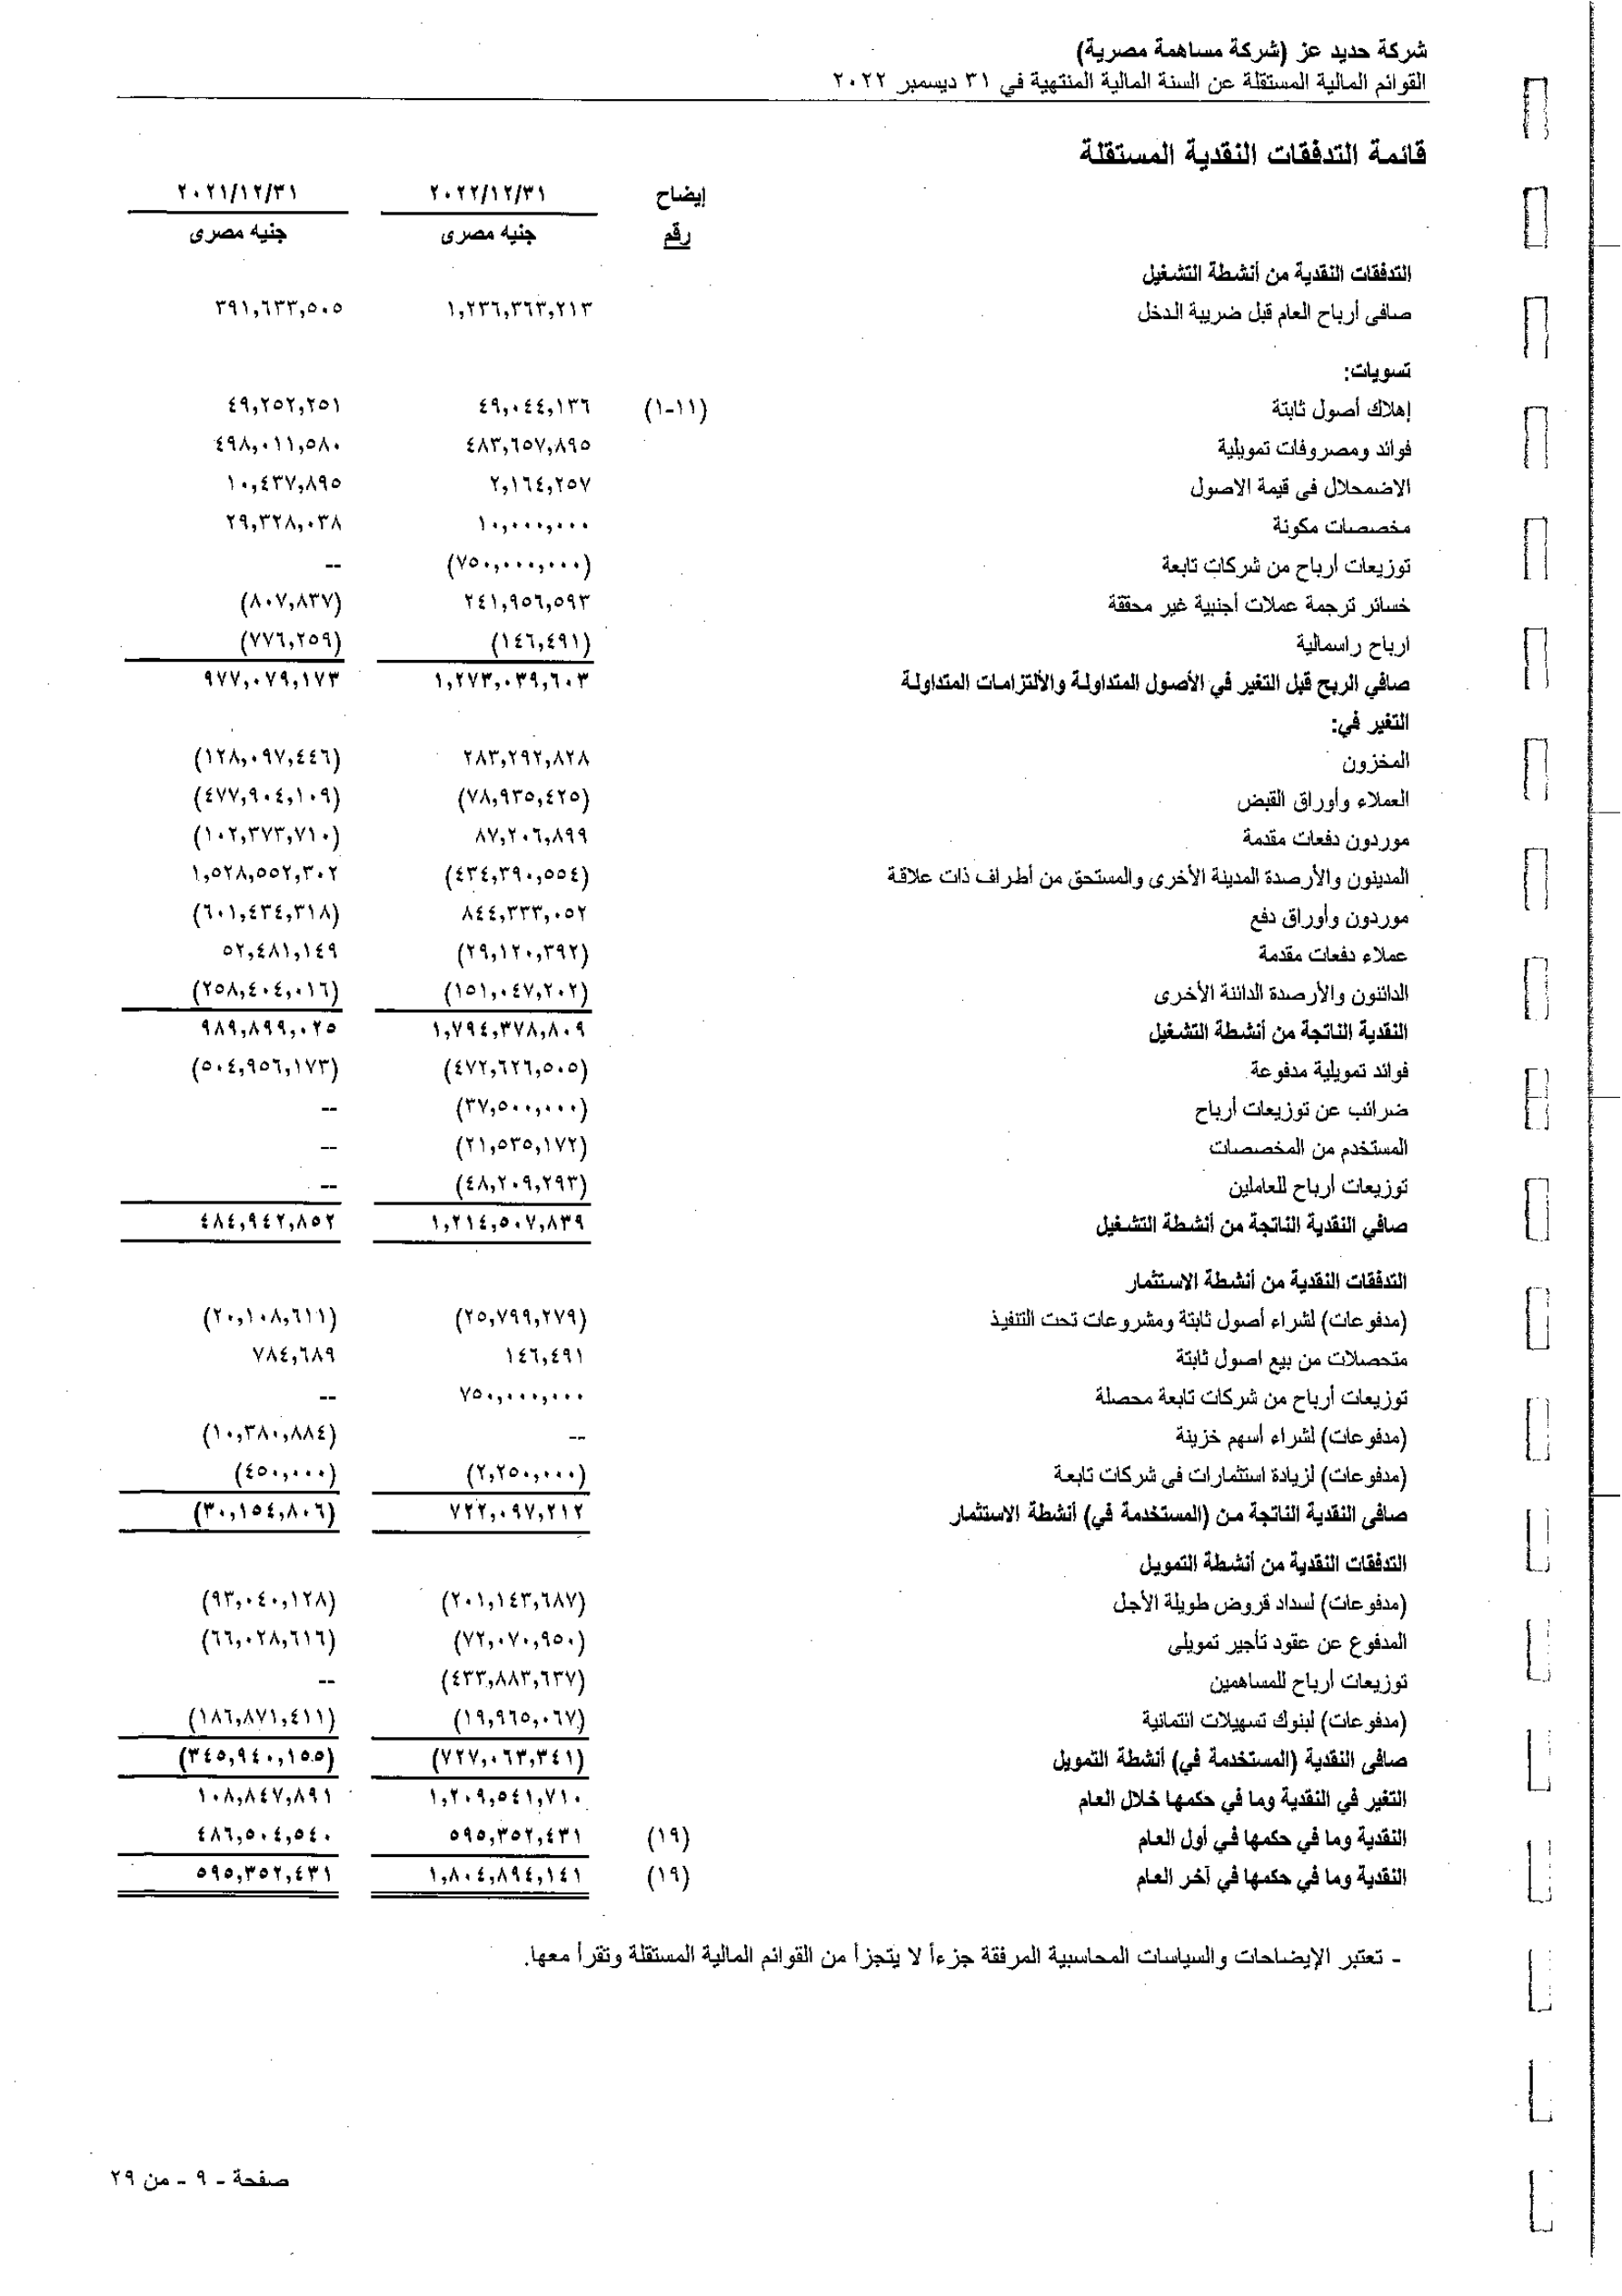 شركة حديد عز (شركة مساهمة مصرية)
القوائم المالية المستقلة عن السنة المالية المنتهية في ٣١ ديسمبر ٢٠٢٢
قائمة التدفقات النقدية المستقلة
إيضاح ٢٠٢٢/١٢/٣١ ٢٠٢١/١٢/٣١
رقم جنيه مصرى جنيه مصرى
التدفقات النقدية من أنشطة التشغيل
صافى أرباح العام قبل ضريبة الدخل ١,٢٣٦,٣٦٣,٢١٣ ٣٩١,٦٣٣,٥٠٥
تسويات:
إهلاك أصول ثابتة (١١-١) ٤٩,٠٤٤,١٣٦ ٤٩,٢٥٢,٢٥١
فوائد ومصروفات تمويلية ٤٨٣,٦٥٧,٨٩٥ ٤٩٨,٠١١,٥٨٠
الاضمحلال فى قيمة الاصول ٢,١٦٤,٢٥٧ ١٠,٤٣٧,٨٩٥
مخصصات مكونة ١٠,٠٠٠,٠٠٠ ٢٩,٣٢٨,٠٣٨
توزيعات أرباح من شركات تابعة (٧٥٠,٠٠٠,٠٠٠) --
خسائر ترجمة عملات أجنبية غير محققة ٢٤١,٩٥٦,٥٩٣ (٨٠٧,٨٣٧)
ارباح راسمالية (١٤٦,٤٩١) (٧٧٦,٢٥٩)
صافي الربح قبل التغير في الأصول المتداولة والألتزامات المتداولة ١,٢٧٣,٠٣٩,٦٠٣ ٩٧٧,٠٧٩,١٧٣
التغير في:
المخزون ٢٨٣,٢٩٢,٨٢٨ (١٢٨,٠٩٧,٤٤٦)
العملاء وأوراق القبض (٧٨,٩٣٥,٤٢٥) (٤٧٧,٩٠٤,١٠٩)
موردون دفعات مقدمة ٨٧,٢٠٦,٨٩٩ (١٠٢,٣٧٣,٧١٠)
المدينون والأرصدة المدينة الأخرى والمستحق من أطراف ذات علاقة (٤٣٤,٣٩٠,٥٥٤) ١,٥٢٨,٥٥٢,٣٠٢
موردون وأوراق دفع ٨٤٤,٣٣٣,٠٥٢ (٦٠١,٤٣٤,٣١٨)
عملاء دفعات مقدمة (٢٩,١٢٠,٣٩٢) ٥٢,٤٨١,١٤٩
الدائنون والأرصدة الدائنة الأخرى (١٥١,٠٤٧,٢٠٢) (٢٥٨,٤٠٤,٠١٦)
النقدية الناتجة من أنشطة التشغيل ١,٧٩٤,٣٧٨,٨٠٩ ٩٨٩,٨٩٩,٠٢٥
فوائد تمويلية مدفوعة (٤٧٢,٦٢٦,٥٠٥) (٥٠٤,٩٥٦,١٧٣)
ضرائب عن توزيعات أرباح (٣٧,٥٠٠,٠٠٠) --
المستخدم من المخصصات (٢١,٥٣٥,١٧٢) --
توزيعات أرباح للعاملين (٤٨,٢٠٩,٢٩٣) --
صافي النقدية الناتجة من أنشطة التشغيل ١,٢١٤,٥٠٧,٨٣٩ ٤٨٤,٩٤٢,٨٥٢
التدفقات النقدية من أنشطة الاستثمار
(مدفوعات) لشراء أصول ثابتة ومشروعات تحت التنفيذ (٢٥,٧٩٩,٢٧٩) (٢٠,١٠٨,٦١١)
متحصلات من بيع اصول ثابتة ١٤٦,٤٩١ ٧٨٤,٦٨٩
توزيعات أرباح من شركات تابعة محصلة ٧٥٠,٠٠٠,٠٠٠ --
(مدفوعات) لشراء أسهم خزينة -- (١٠,٣٨٠,٨٨٤)
(مدفوعات) لزيادة استثمارات فى شركات تابعة (٢,٢٥٠,٠٠٠) (٤٥٠,٠٠٠)
صافى النقدية الناتجة من (المستخدمة في) أنشطة الاستثمار ٧٢٢,٠٩٧,٢١٢ (٣٠,١٥٤,٨٠٦)
التدفقات النقدية من أنشطة التمويل
(مدفوعات) لسداد قروض طويلة الأجل (٢٠١,١٤٣,٦٨٧) (٩٣,٠٤٠,١٢٨)
المدفوع عن عقود تأجير تمويلى (٧٢,٠٧٠,٩٥٠) (٦٦,٠٢٨,٦١٦)
توزيعات أرباح للمساهمين (٤٣٣,٨٨٣,٦٣٧) --
(مدفوعات) لبنوك تسهيلات ائتمانية (١٩,٩٦٥,٠٦٧) (١٨٦,٨٧١,٤١١)
صافى النقدية (المستخدمة في) أنشطة التمويل (٧٢٧,٠٦٣,٣٤١) (٣٤٥,٩٤٠,١٥٥)
التغير في النقدية وما في حكمها خلال العام ١,٢٠٩,٥٤١,٧١٠ ١٠٨,٨٤٧,٨٩١
النقدية وما في حكمها في أول العام (١٩) ٥٩٥,٣٥٢,٤٣١ ٤٨٦,٥٠٤,٥٤٠
النقدية وما في حكمها في آخر العام (١٩) ١,٨٠٤,٨٩٤,١٤١ ٥٩٥,٣٥٢,٤٣١
- تعتبر الإيضاحات والسياسات المحاسبية المرفقة جزءاً لا يتجزأ من القوائم المالية المستقلة وتقرأ معها.
صفحة - ٩ - من ٢٩